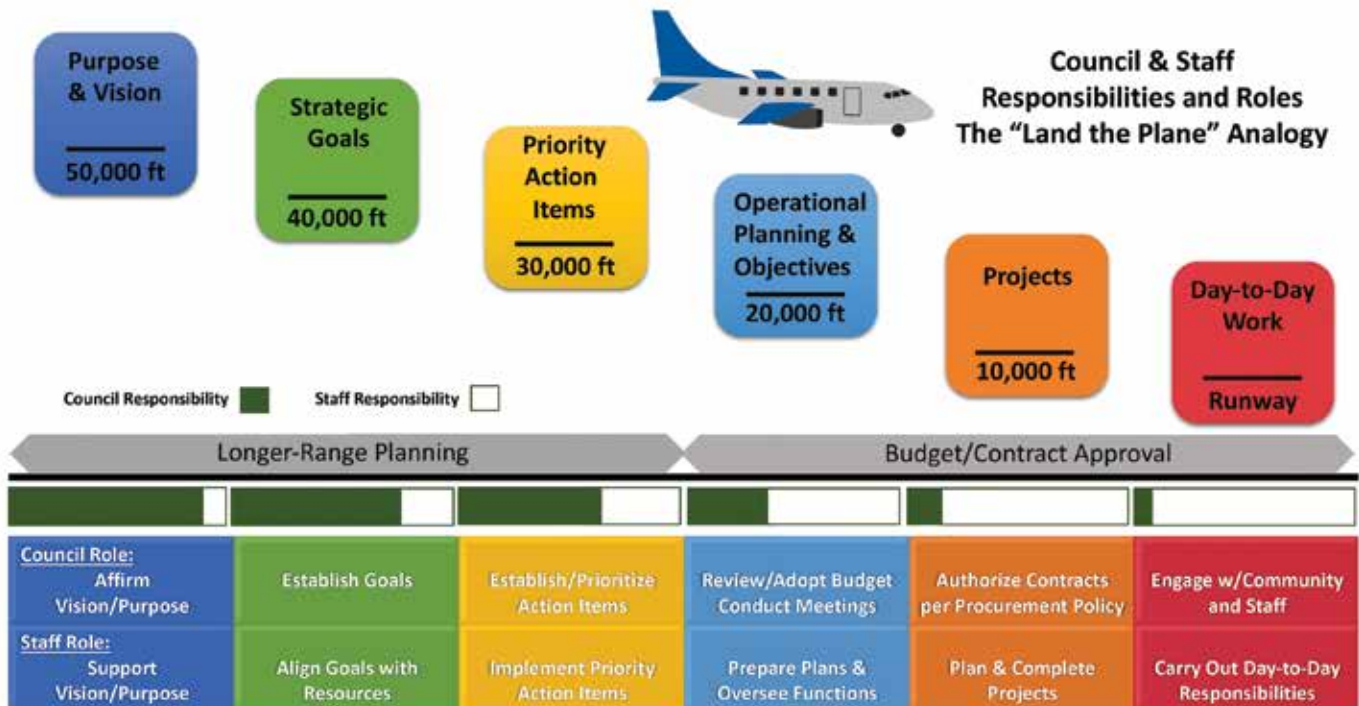 Purpose
& Vision
50,000 ft
Strategic
Goals
40,000 ft
Priority
Action
Items
30,000 ft
Operational
Planning &
Objectives
20,000 ft
Projects
10,000 ft
Day-to-Day
Work
Runway
Council & Staff
Responsibilities and Roles
The “Land the Plane” Analogy
Council Responsibility
Staff Responsibility
Longer-Range Planning
Budget/Contract Approval
Council Role:
Affirm
Vision/Purpose
Establish Goals
Establish/Prioritize
Action Items
Review/Adopt Budget
Conduct Meetings
Authorize Contracts
per Procurement Policy
Engage w/Community
and Staff
Staff Role:
Support
Vision/Purpose
Align Goals with
Resources
Implement Priority
Action Items
Prepare Plans &
Oversee Functions
Plan & Complete
Projects
Carry Out Day-to-Day
Responsibilities